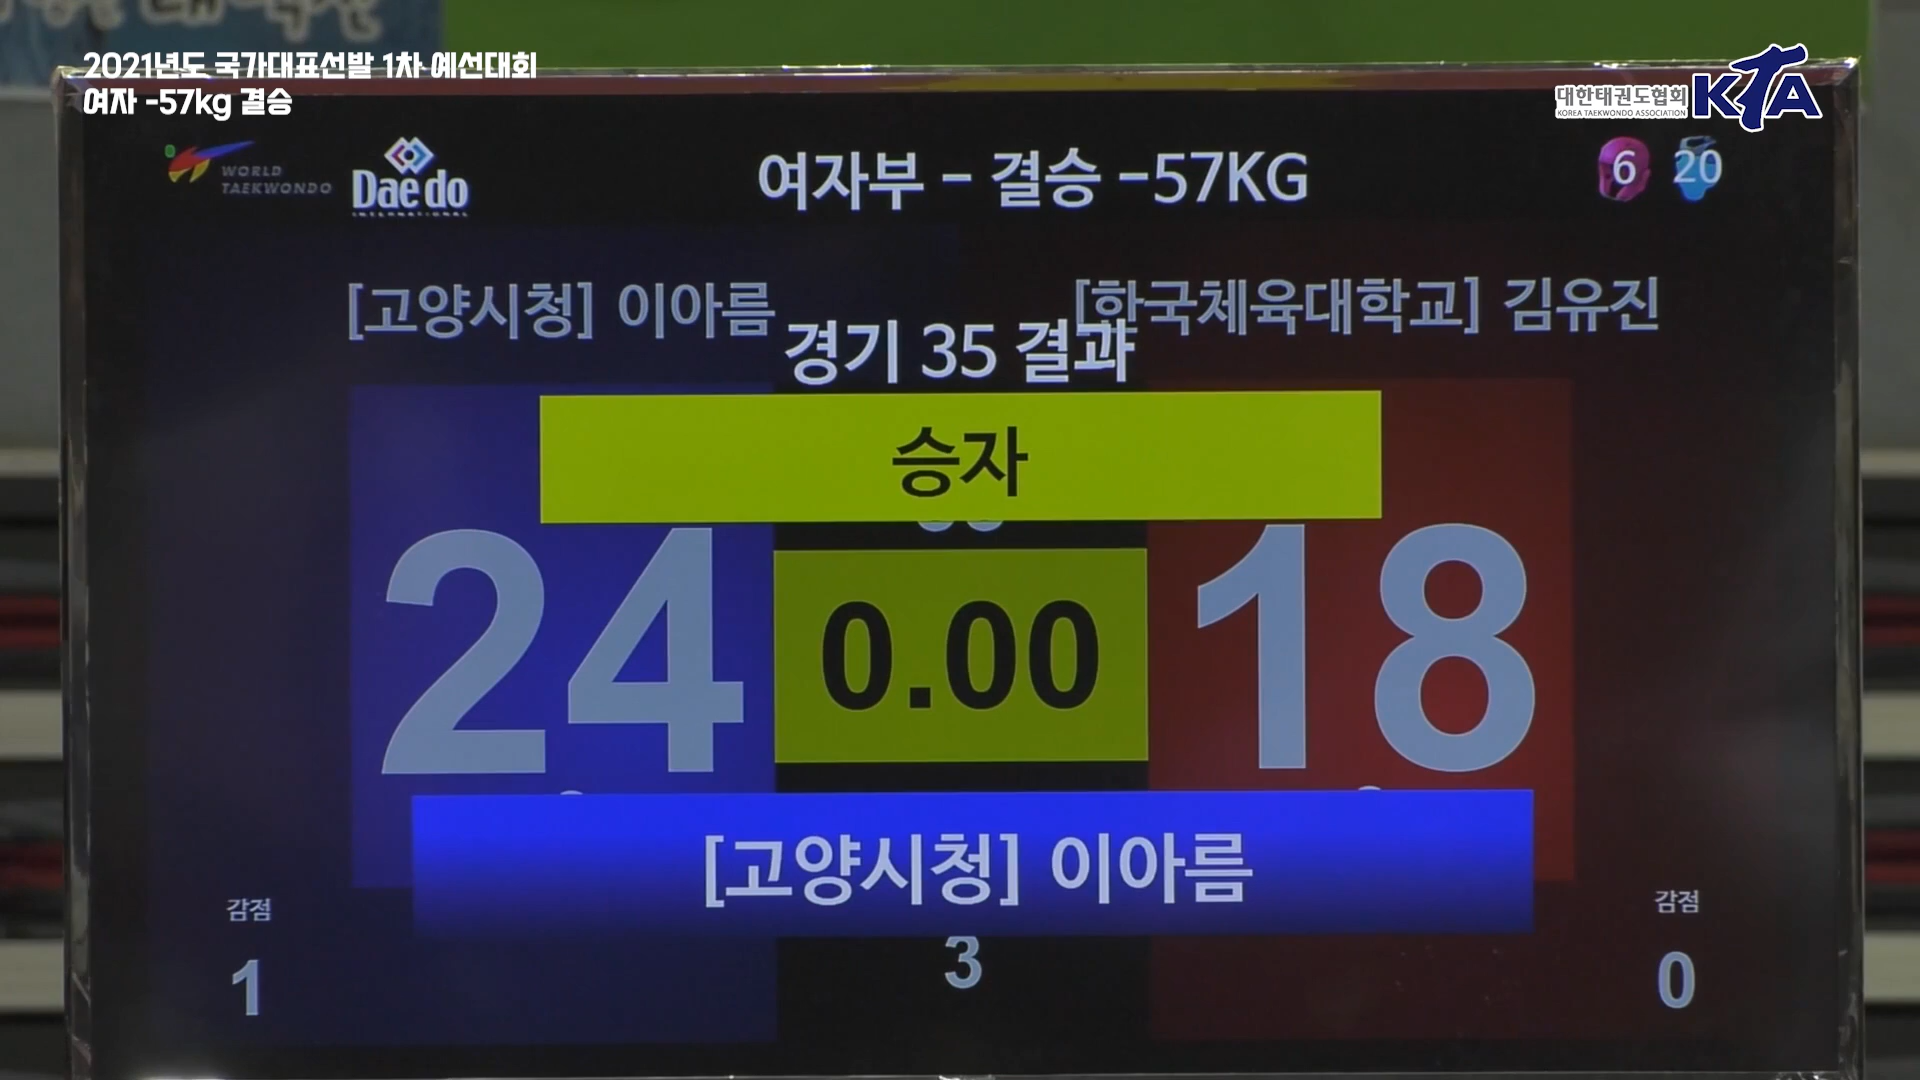 2021년도 국가대표선발 1차 예선대회
여자 -57kg 결승
대한태권도협회 KTA
KOREA TAEKWONDO ASSOCIATION
WORLD
TAEKWONDO
Daedo
INTERNATIONAL
여자부 - 결승 -57KG
6 20
[고양시청] 이아름
[한국체육대학교] 김유진
경기 35 결과
승자
24 0.00 18
[고양시청] 이아름
감점
1
3
감점
0